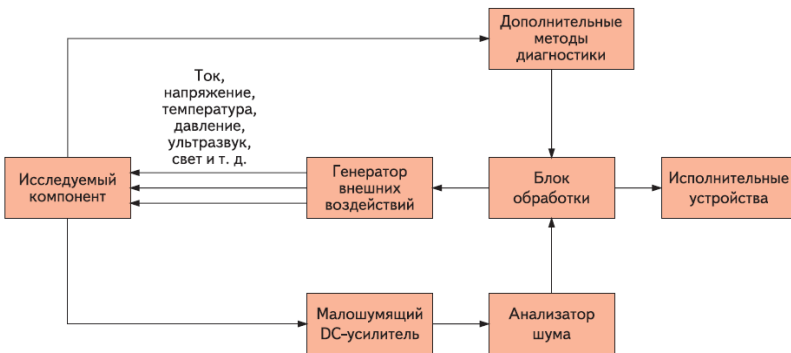 Дополнительные
методы
диагностики
Ток,
напряжение,
температура,
давление,
ультразвук,
свет и т. д.
Исследуемый
компонент
Генератор
внешних
воздействий
Блок
обработки
Исполнительные
устройства
Малошумящий
DC-усилитель
Анализатор
шума